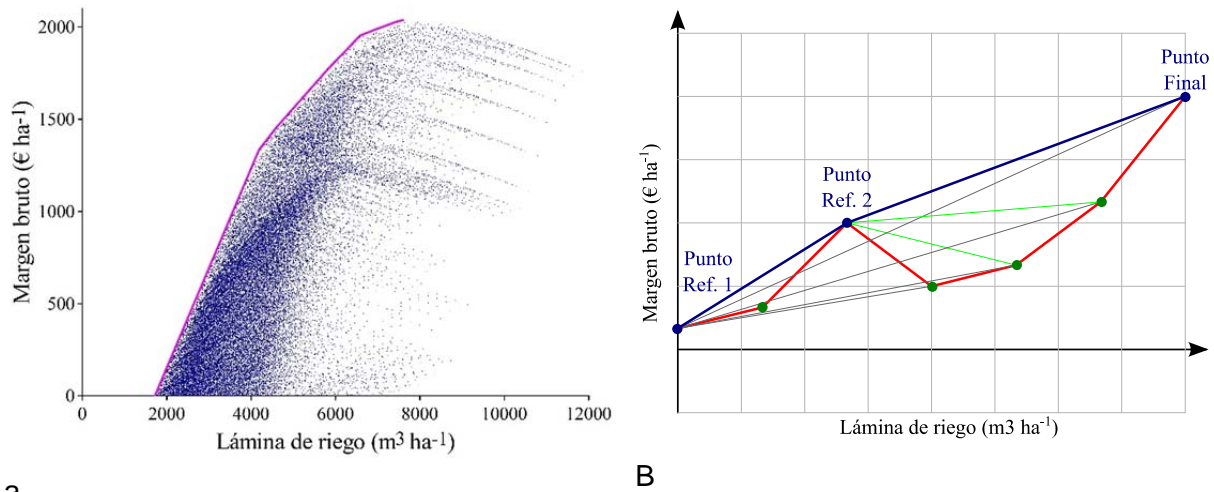 2000
1500
1000
500
0
0
2000
4000
6000
8000
10000
12000
Margen bruto (€ ha-1)
Lámina de riego (m3 ha-1)
a
Punto
Final
Punto
Ref. 2
Punto
Ref. 1
Margen bruto (€ ha-1)
Lámina de riego (m3 ha-1)
B